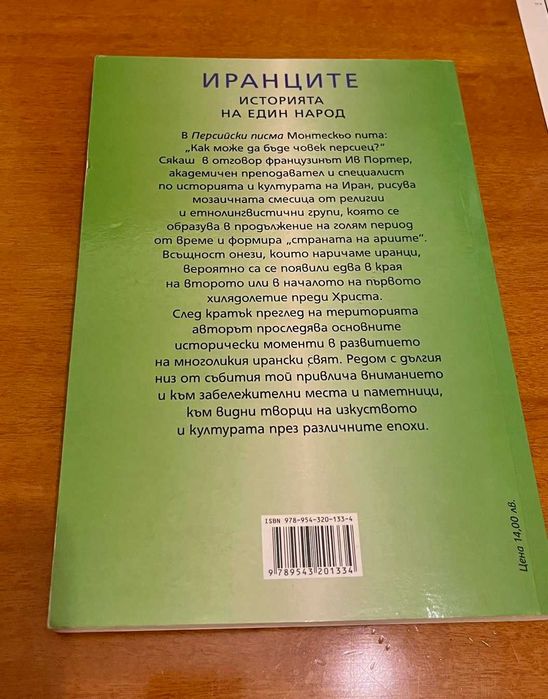 ИРАНЦИТЕ
ИСТОРИЯТА
НА ЕДИН НАРОД
В Персийски писма Монтескьо пита:
„Как може да бъде човек персиец?"
Сякаш в отговор французинът Ив Портер,
академичен преподавател и специалист
по историята и културата на Иран, рисува
мозаичната смесица от религии
и етнолингвистични групи, която се
образува в продължение на голям период
от време и формира „страната на ариите".
Всъщност онези, които наричаме иранци,
вероятно са се появили едва в края
на второто или в началото на първото
хилядолетие преди Христа.
След кратък преглед на територията
авторът проследява основните
исторически моменти в развитието
на многоликия ирански свят. Редом с дългия
низ от събития той привлича вниманието
и към забележителни места и паметници,
към видни творци на изкуството
и културата през различните епохи.
ISBN 978-954-320-133-4
9 789543 201334
Цена 14,00 лв.